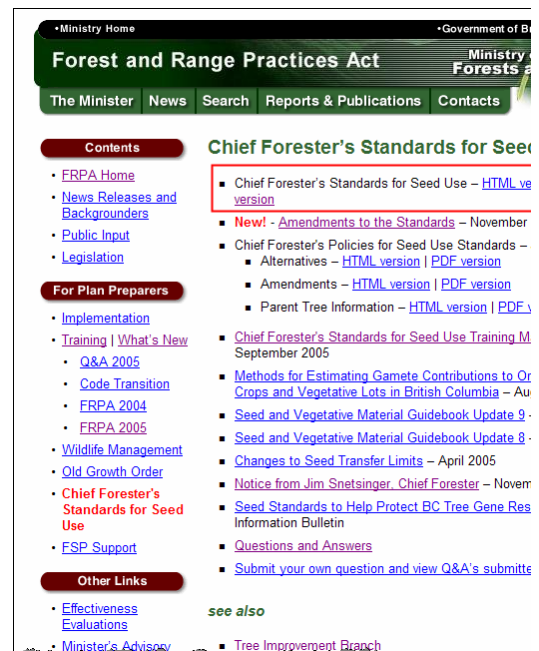 •Ministry Home
•Government of B
Forest and Range Practices Act
Ministry
Forests a
The Minister News Search Reports & Publications Contacts
Contents
• FRPA Home
• News Releases and
Backgrounders
• Public Input
• Legislation
For Plan Preparers
• Implementation
• Training | What's New
• Q&A 2005
• Code Transition
• FRPA 2004
• FRPA 2005
• Wildlife Management
• Old Growth Order
• Chief Forester's
Standards for Seed
Use
• FSP Support
Other Links
• Effectiveness
Evaluations
• Minister's Advisory
Chief Forester's Standards for Seed
■ Chief Forester's Standards for Seed Use – HTML ve
version
■ New! - Amendments to the Standards – November
■ Chief Forester's Policies for Seed Use Standards –
■ Alternatives – HTML version | PDF version
■ Amendments – HTML version | PDF version
■ Parent Tree Information – HTML version | PDF v
■ Chief Forester's Standards for Seed Use Training M
September 2005
■ Methods for Estimating Gamete Contributions to Or
Crops and Vegetative Lots in British Columbia – Au
■ Seed and Vegetative Material Guidebook Update 9 -
■ Seed and Vegetative Material Guidebook Update 8 -
■ Changes to Seed Transfer Limits – April 2005
■ Notice from Jim Snetsinger, Chief Forester – Novem
■ Seed Standards to Help Protect BC Tree Gene Res
Information Bulletin
■ Questions and Answers
■ Submit your own question and view Q&A's submitte
see also
■ Tree Improvement Branch